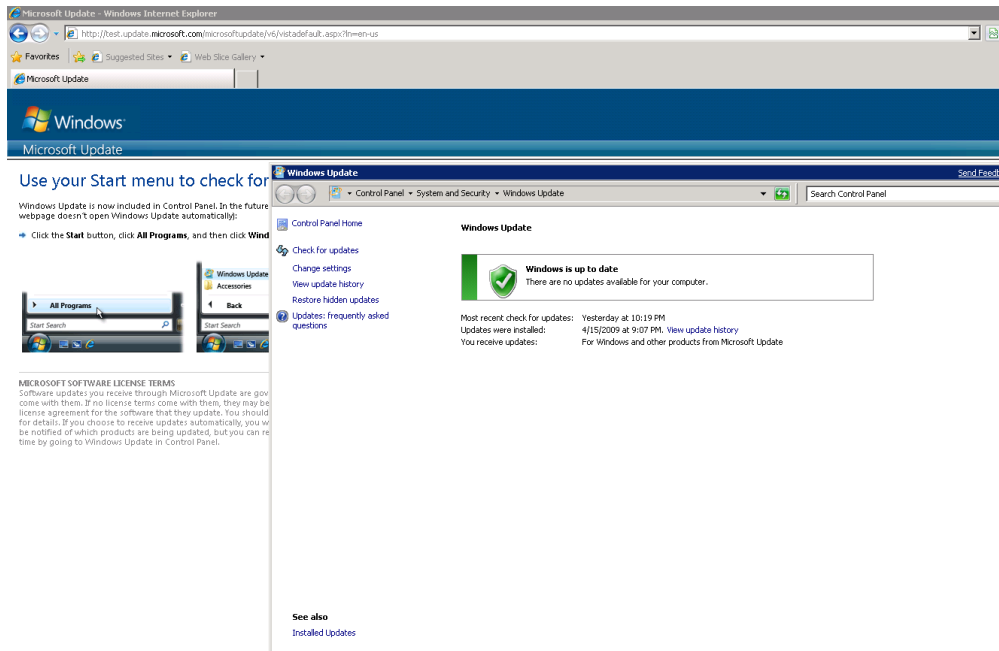 Microsoft Update - Windows Internet Explorer
http://test.update.microsoft.com/microsoftupdate/v6/vistadefault.aspx?ln=en-us
Favorites Suggested Sites Web Slice Gallery
Microsoft Update
Windows
Microsoft Update
Use your Start menu to check for
Windows Update is now included in Control Panel. In the future
webpage doesn't open Windows Update automatically):
Click the Start button, click All Programs, and then click Wind
All Programs
Start Search
Windows Update
Accessories
Back
Start Search
MICROSOFT SOFTWARE LICENSE TERMS
Software updates you receive through Microsoft Update are gov
come with them. If no license terms come with them, they may be
license agreement for the software that they update. You should
for details. If you choose to receive updates automatically, you w
be notified of which products are being updated, but you can re
time by going to Windows Update in Control Panel.
Windows Update
Send Feedb
Control Panel System and Security Windows Update
Search Control Panel
Control Panel Home
Check for updates
Change settings
View update history
Restore hidden updates
Updates: frequently asked
questions
Windows Update
Windows is up to date
There are no updates available for your computer.
Most recent check for updates: Yesterday at 10:19 PM
Updates were installed: 4/15/2009 at 9:07 PM. View update history
You receive updates: For Windows and other products from Microsoft Update
See also
Installed Updates